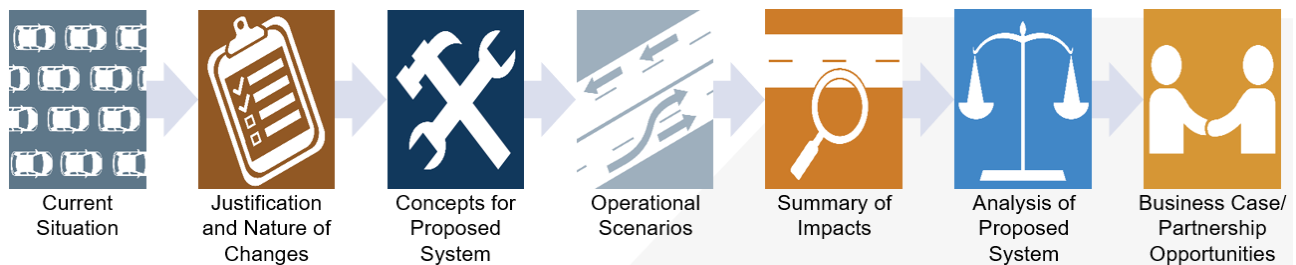 Current
Situation
Justification
and Nature of
Changes
Concepts for
Proposed
System
Operational
Scenarios
Summary of
Impacts
Analysis of
Proposed
System
Business Case/
Partnership
Opportunities